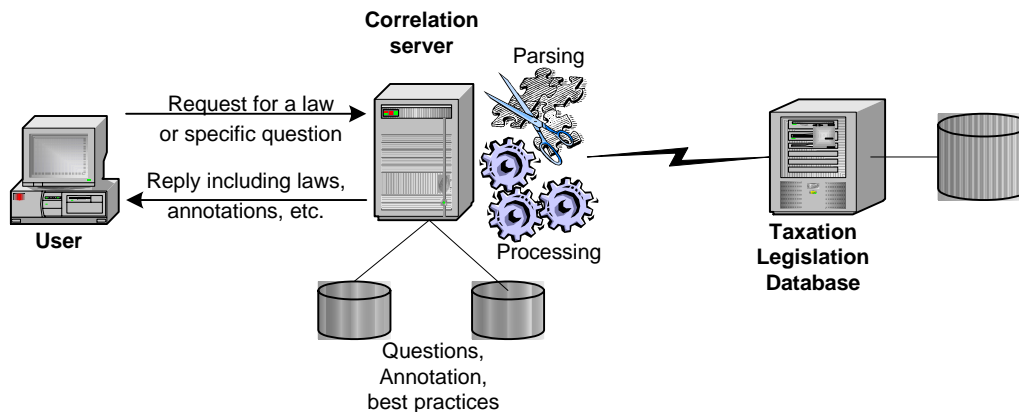 Correlation
server
Parsing
Request for a law
or specific question
Reply including laws,
annotations, etc.
User
Processing
Taxation
Legislation
Database
Questions,
Annotation,
best practices